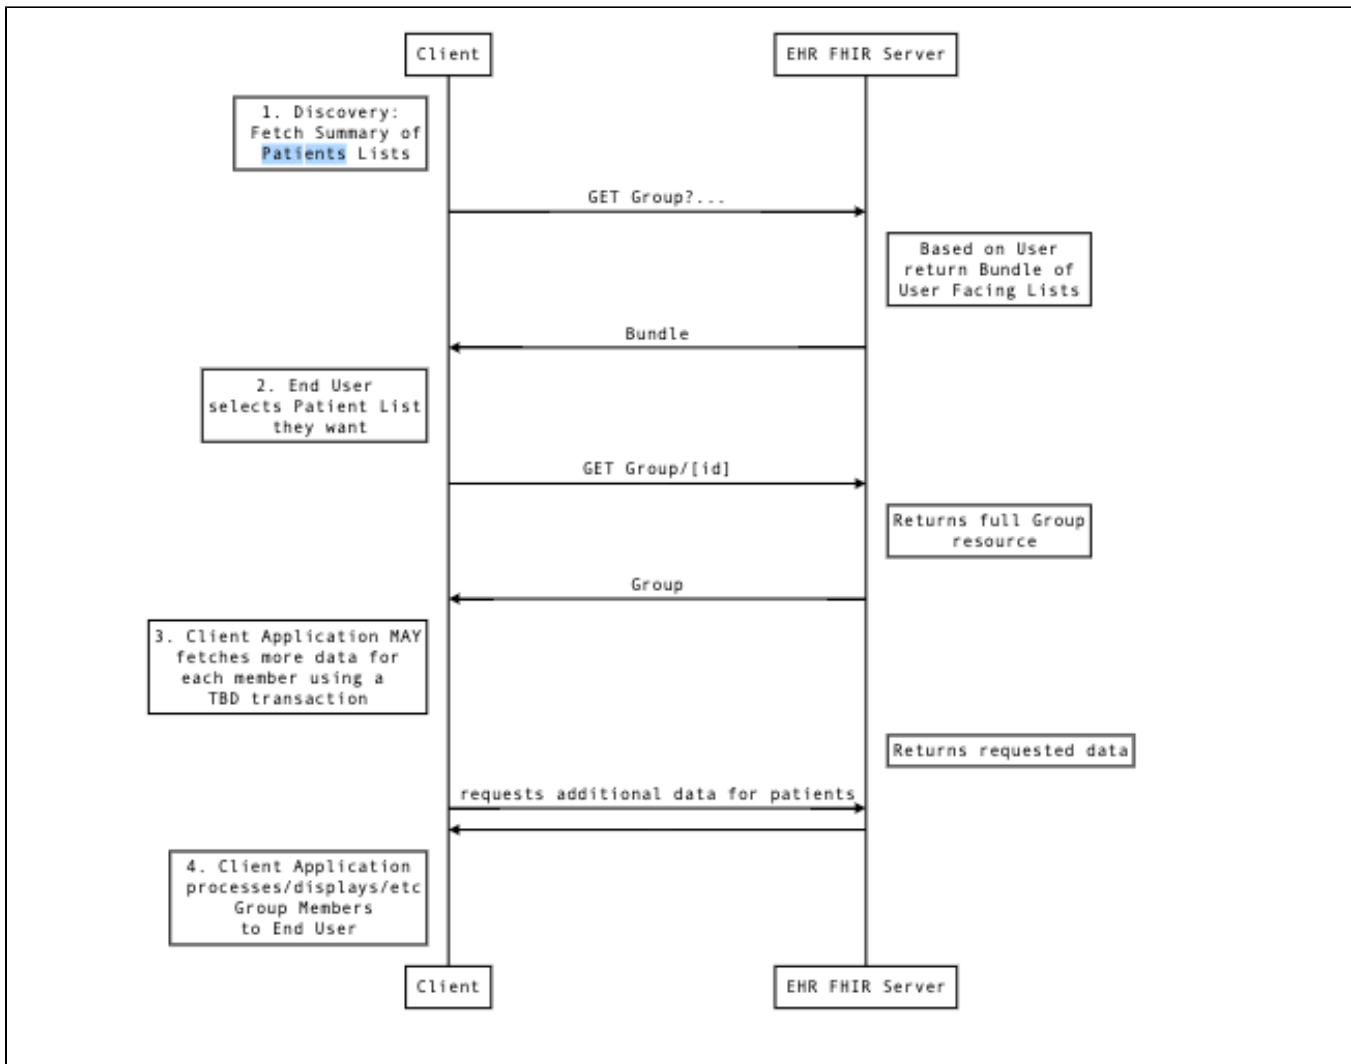 Client
EHR FHIR Server
1. Discovery:
Fetch Summary of
Patients Lists
GET Group?...
Based on User
return Bundle of
User Facing Lists
Bundle
2. End User
selects Patient List
they want
GET Group/[id]
Returns full Group
resource
Group
3. Client Application MAY
fetches more data for
each member using a
TBD transaction
Returns requested data
requests additional data for patients
4. Client Application
processes/displays/etc
Group Members
to End User
Client
EHR FHIR Server